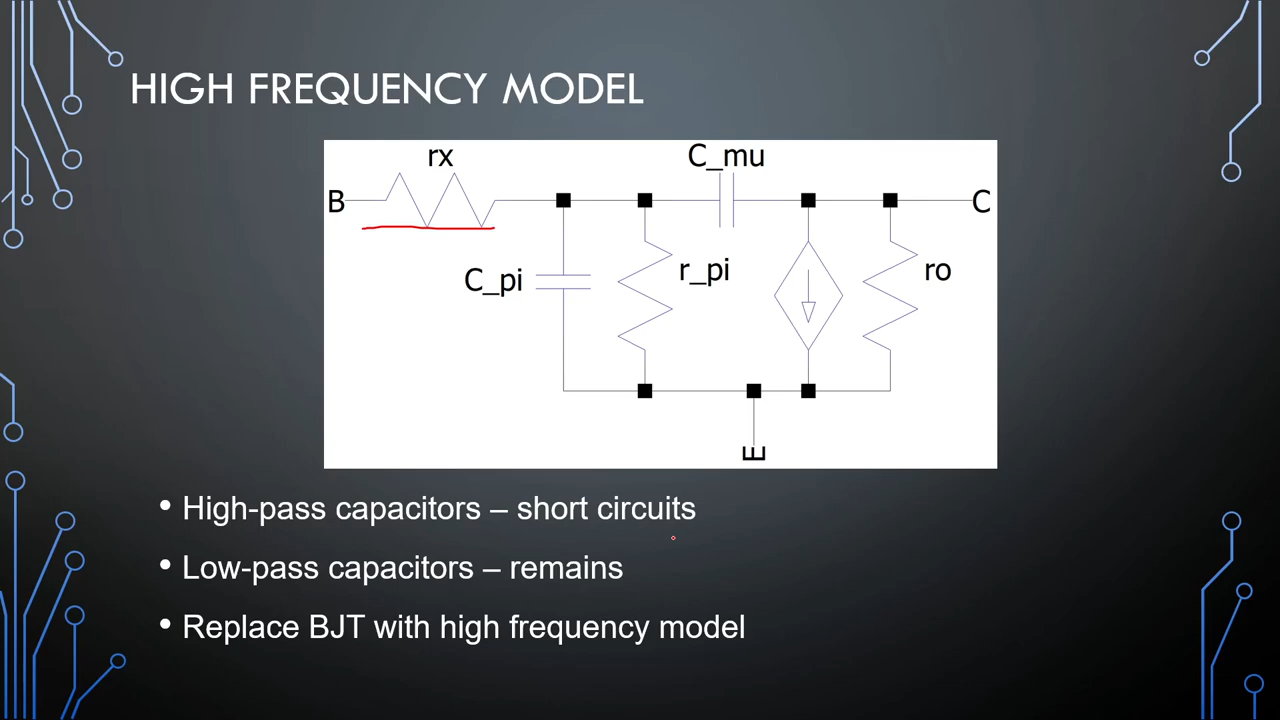 HIGH FREQUENCY MODEL
rx
C_mu
B
C
C_pi
r_pi
ro
E
• High-pass capacitors – short circuits
• Low-pass capacitors – remains
• Replace BJT with high frequency model